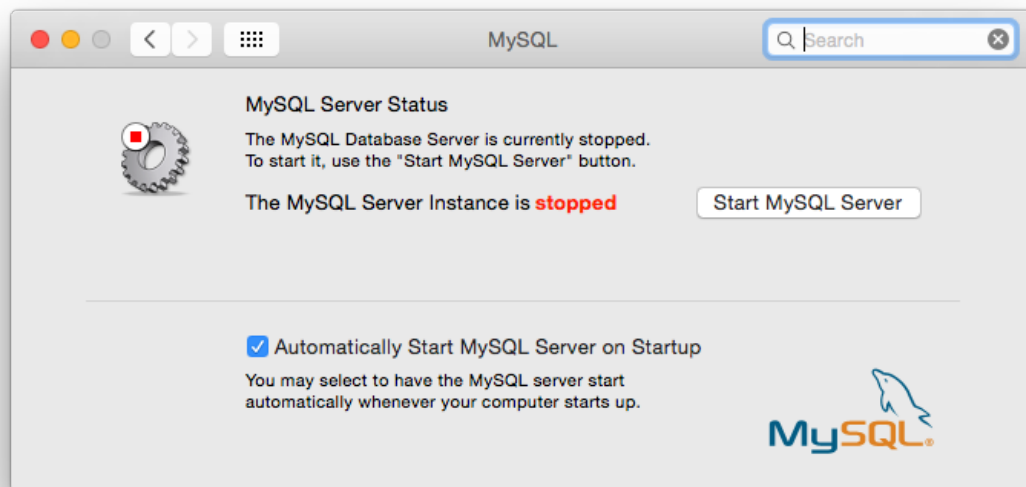 MySQL
Search
MySQL Server Status
The MySQL Database Server is currently stopped.
To start it, use the "Start MySQL Server" button.
The MySQL Server Instance is stopped
Start MySQL Server
Automatically Start MySQL Server on Startup
You may select to have the MySQL server start
automatically whenever your computer starts up.
MySQL®